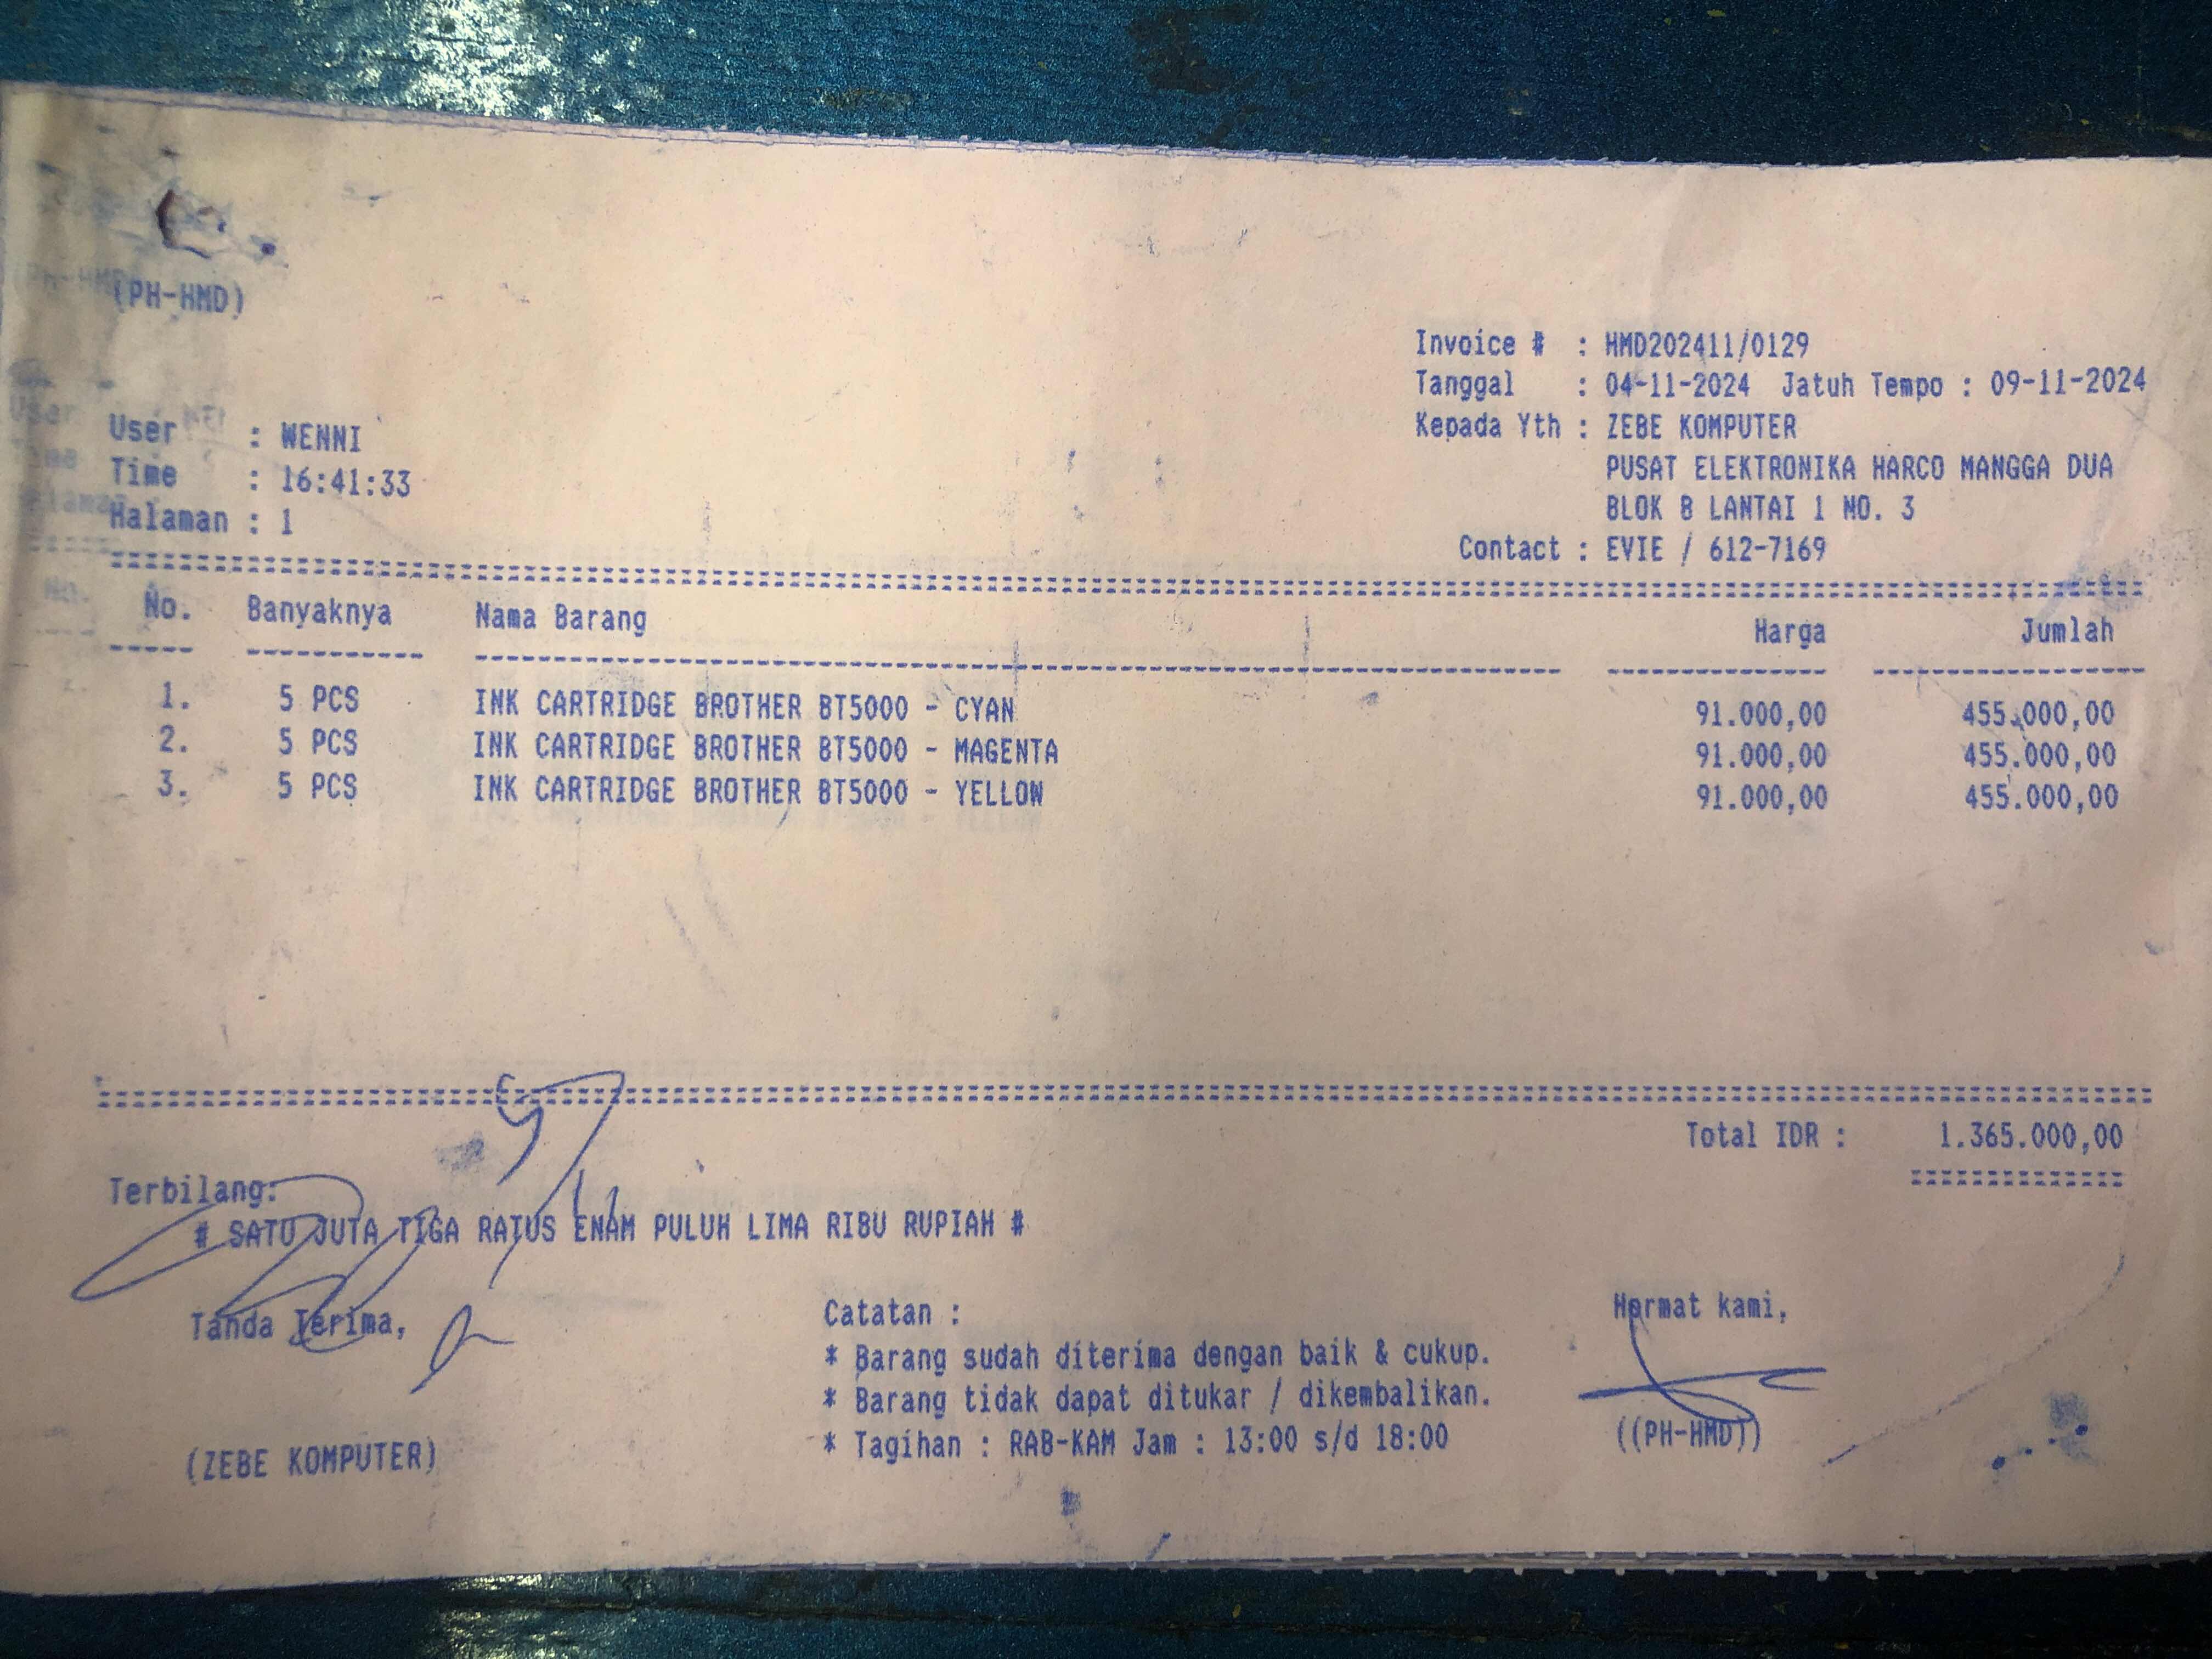 (PH-HMD)
Invoice # : HMD202411/0129
Tanggal : 04-11-2024 Jatuh Tempo : 09-11-2024
Kepada Yth : ZEBE KOMPUTER
PUSAT ELEKTRONIKA HARCO MANGGA DUA
BLOK B LANTAI 1 NO. 3
Contact : EVIE / 612-7169
User : WENNI
Time : 16:41:33
Halaman : 1
No. Banyaknya Nama Barang Harga Jumlah
1. 5 PCS INK CARTRIDGE BROTHER BT5000 - CYAN 91.000,00 455.000,00
2. 5 PCS INK CARTRIDGE BROTHER BT5000 - MAGENTA 91.000,00 455.000,00
3. 5 PCS INK CARTRIDGE BROTHER BT5000 - YELLOW 91.000,00 455.000,00
Total IDR : 1.365.000,00
Terbilang:
# SATU JUTA TIGA RATUS ENAM PULUH LIMA RIBU RUPIAH #
Tanda Terima,
(ZEBE KOMPUTER)
Catatan :
* Barang sudah diterima dengan baik & cukup.
* Barang tidak dapat ditukar / dikembalikan.
* Tagihan : RAB-KAM Jam : 13:00 s/d 18:00
Hormat kami,
((PH-HMD))